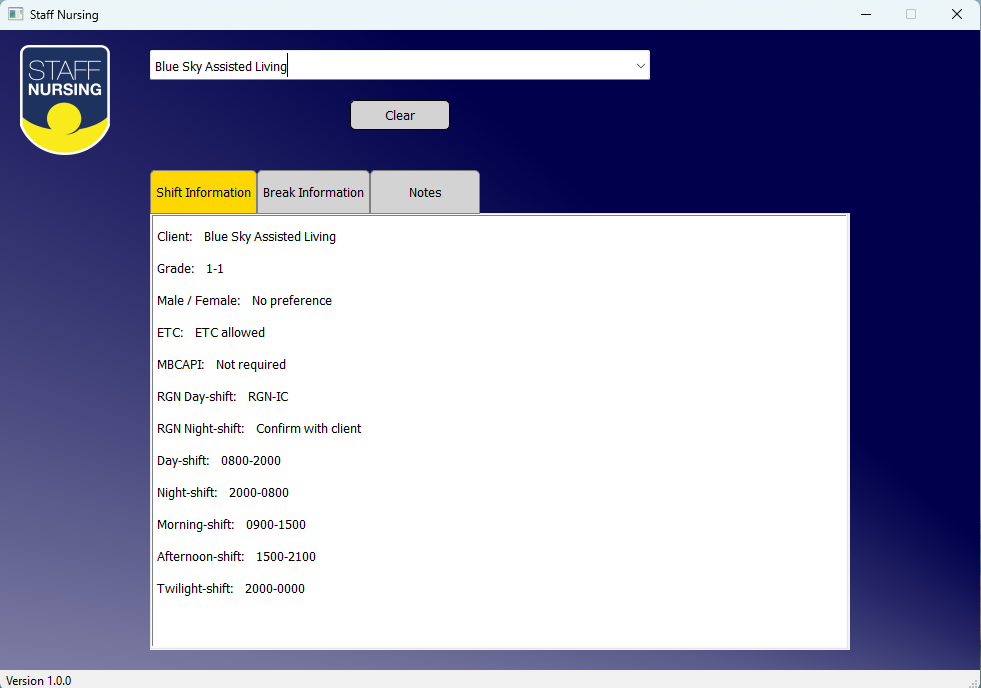 Staff Nursing
STAFF
NURSING
Blue Sky Assisted Living
Clear
Shift Information Break Information Notes
Client: Blue Sky Assisted Living
Grade: 1-1
Male / Female: No preference
ETC: ETC allowed
MBCAPI: Not required
RGN Day-shift: RGN-IC
RGN Night-shift: Confirm with client
Day-shift: 0800-2000
Night-shift: 2000-0800
Morning-shift: 0900-1500
Afternoon-shift: 1500-2100
Twilight-shift: 2000-0000
Version 1.0.0